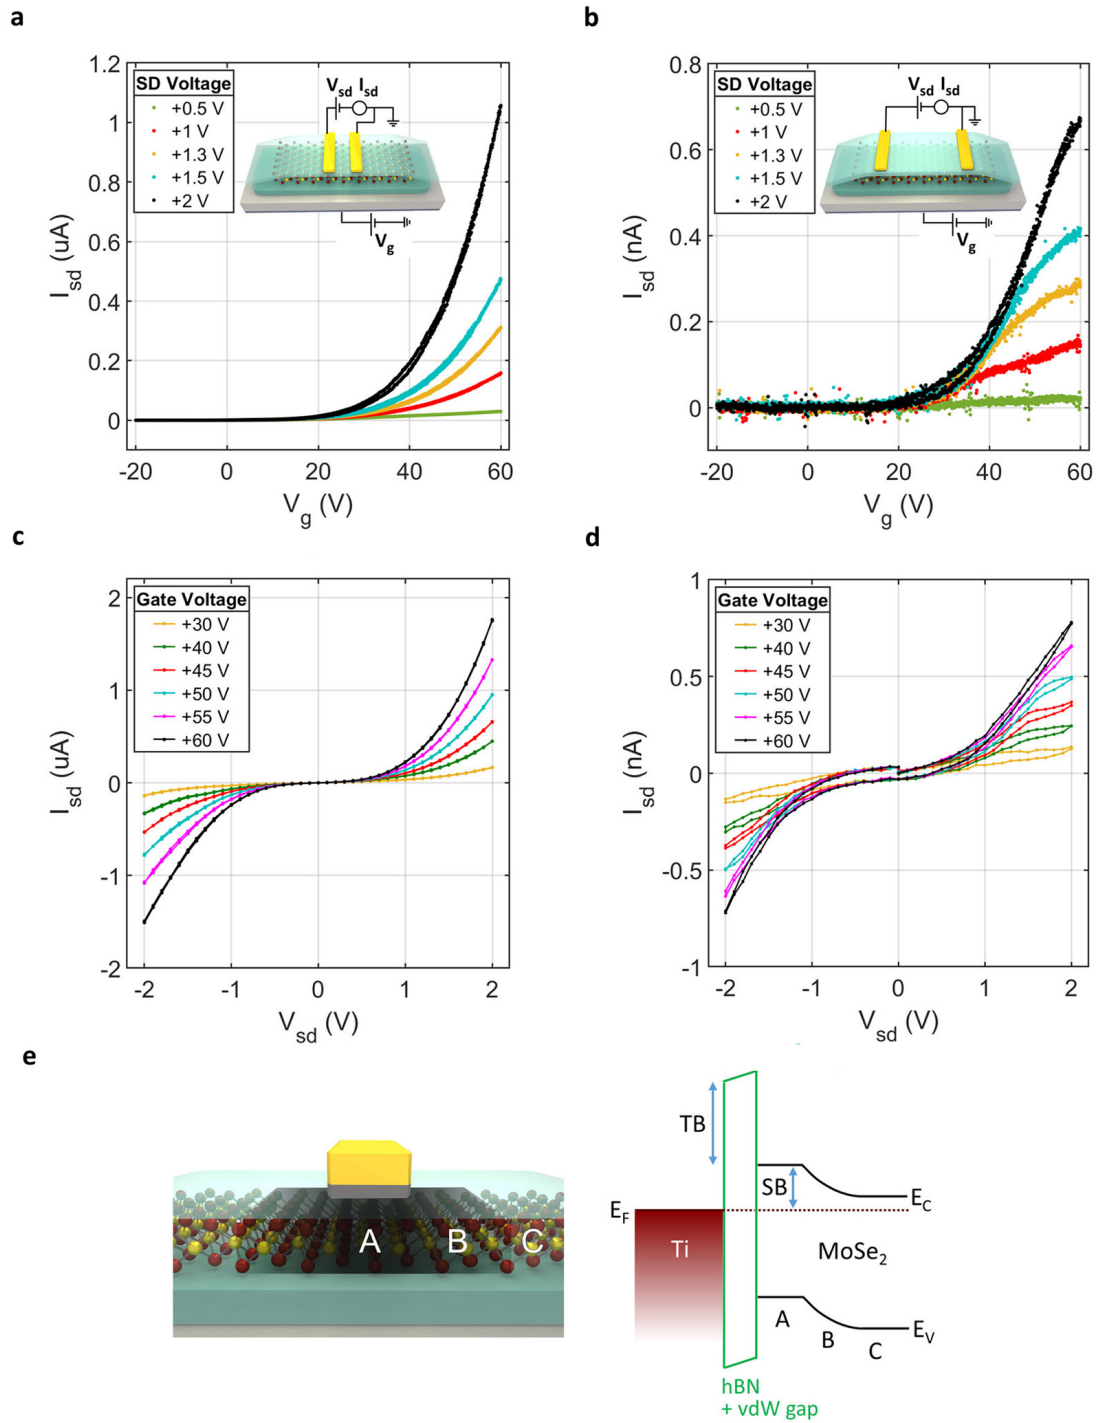 a
SD Voltage
+0.5 V
+1 V
+1.3 V
+1.5 V
+2 V
Vsd Isd
Vg
1.2
1
0.8
0.6
0.4
0.2
0
Isd (uA)
-20 0 20 40 60
Vg (V)
b
SD Voltage
+0.5 V
+1 V
+1.3 V
+1.5 V
+2 V
Vsd Isd
Vg
0.8
0.6
0.4
0.2
0
Isd (nA)
-20 0 20 40 60
Vg (V)
c
Gate Voltage
+30 V
+40 V
+45 V
+50 V
+55 V
+60 V
2
1
0
-1
-2
Isd (uA)
-2 -1 0 1 2
Vsd (V)
d
Gate Voltage
+30 V
+40 V
+45 V
+50 V
+55 V
+60 V
1
0.5
0
-0.5
-1
Isd (nA)
-2 -1 0 1 2
Vsd (V)
e
A B C
TB
SB
EF
EC
Ti
MoSe2
A
B
C
EV
hBN
+ vdW gap